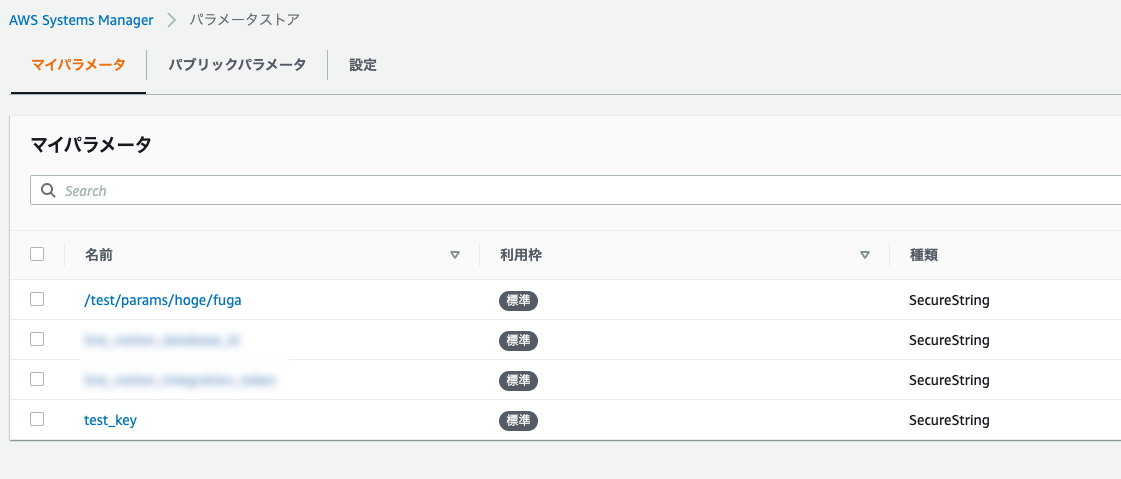 AWS Systems Manager > パラメータストア
マイパラメータ パブリックパラメータ 設定
マイパラメータ
Search
名前 利用枠 種類
/test/params/hoge/fuga 標準 SecureString
標準 SecureString
標準 SecureString
test_key 標準 SecureString